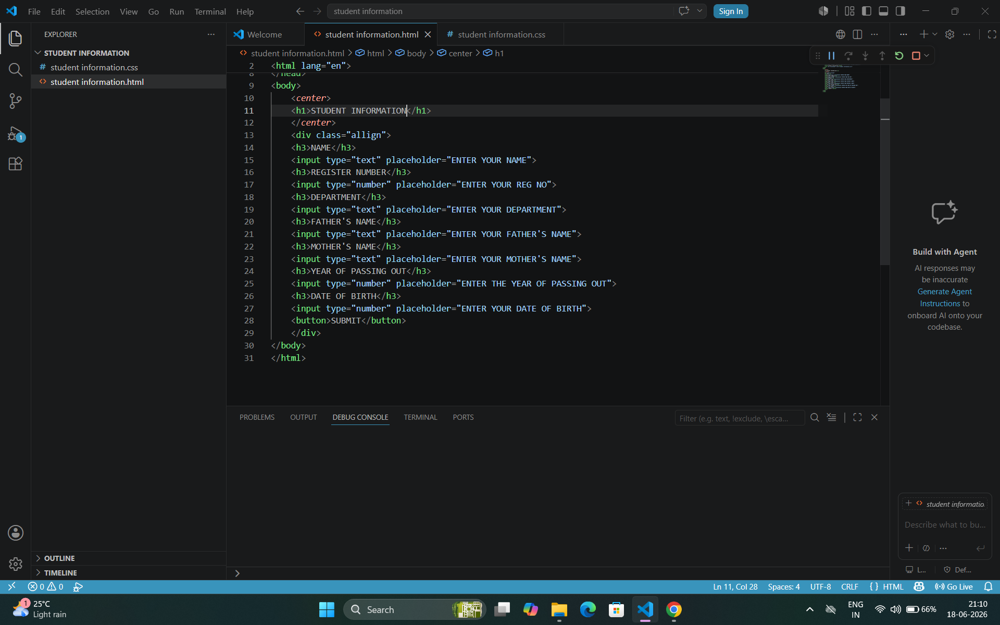 File Edit Selection View Go Run Terminal Help
student information
Sign In
EXPLORER
STUDENT INFORMATION
student information.css
student information.html
OUTLINE
TIMELINE
Welcome
student information.html
student information.css
student information.html > html > body > center > h1
2 <html lang="en">
8 </head>
9 <body>
10 <center>
11 <h1>STUDENT INFORMATION</h1>
12 </center>
13 <div class="allign">
14 <h3>NAME</h3>
15 <input type="text" placeholder="ENTER YOUR NAME">
16 <h3>REGISTER NUMBER</h3>
17 <input type="number" placeholder="ENTER YOUR REG NO">
18 <h3>DEPARTMENT</h3>
19 <input type="text" placeholder="ENTER YOUR DEPARTMENT">
20 <h3>FATHER'S NAME</h3>
21 <input type="text" placeholder="ENTER YOUR FATHER'S NAME">
22 <h3>MOTHER'S NAME</h3>
23 <input type="text" placeholder="ENTER YOUR MOTHER'S NAME">
24 <h3>YEAR OF PASSING OUT</h3>
25 <input type="number" placeholder="ENTER THE YEAR OF PASSING OUT">
26 <h3>DATE OF BIRTH</h3>
27 <input type="number" placeholder="ENTER YOUR DATE OF BIRTH">
28 <button>SUBMIT</button>
29 </div>
30 </body>
31 </html>
PROBLEMS OUTPUT DEBUG CONSOLE TERMINAL PORTS
Filter (e.g. text, !exclude, \esca...
Build with Agent
AI responses may
be inaccurate
Generate Agent
Instructions to
onboard AI onto your
codebase.
student informatio
Describe what to bu...
L... Def...
1
0 0
Ln 11, Col 28 Spaces: 4 UTF-8 CRLF { } HTML Go Live
1
25°C
Light rain
Search
ENG
IN
66%
21:10
18-06-2026